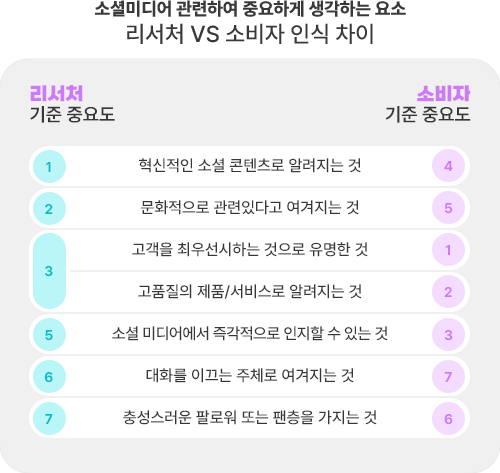 소셜미디어 관련하여 중요하게 생각하는 요소
리서처 VS 소비자 인식 차이
리서처 소비자
기준 중요도 기준 중요도
1 혁신적인 소셜 콘텐츠로 알려지는 것 4
2 문화적으로 관련있다고 여겨지는 것 5
3 고객을 최우선시하는 것으로 유명한 것 1
고품질의 제품/서비스로 알려지는 것 2
5 소셜 미디어에서 즉각적으로 인지할 수 있는 것 3
6 대화를 이끄는 주체로 여겨지는 것 7
7 충성스러운 팔로워 또는 팬층을 가지는 것 6